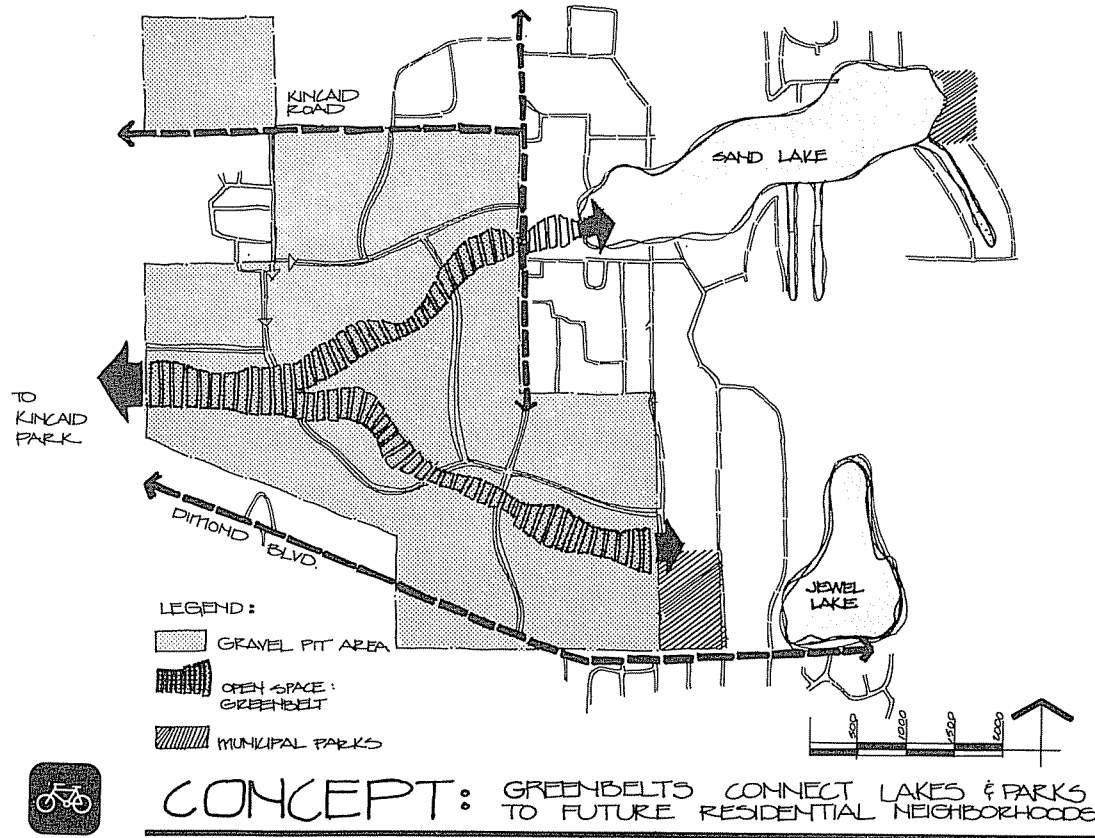 KINCAID
ROAD
SAND LAKE
TO
KINCAID
PARK
DIMOND BLVD.
JEWEL
LAKE
LEGEND:
GRAVEL PIT AREA
OPEN SPACE:
GREENBELT
MUNICIPAL PARKS
500 1000 1500 2000
CONCEPT: GREENBELTS CONNECT LAKES & PARKS
TO FUTURE RESIDENTIAL NEIGHBORHOODS